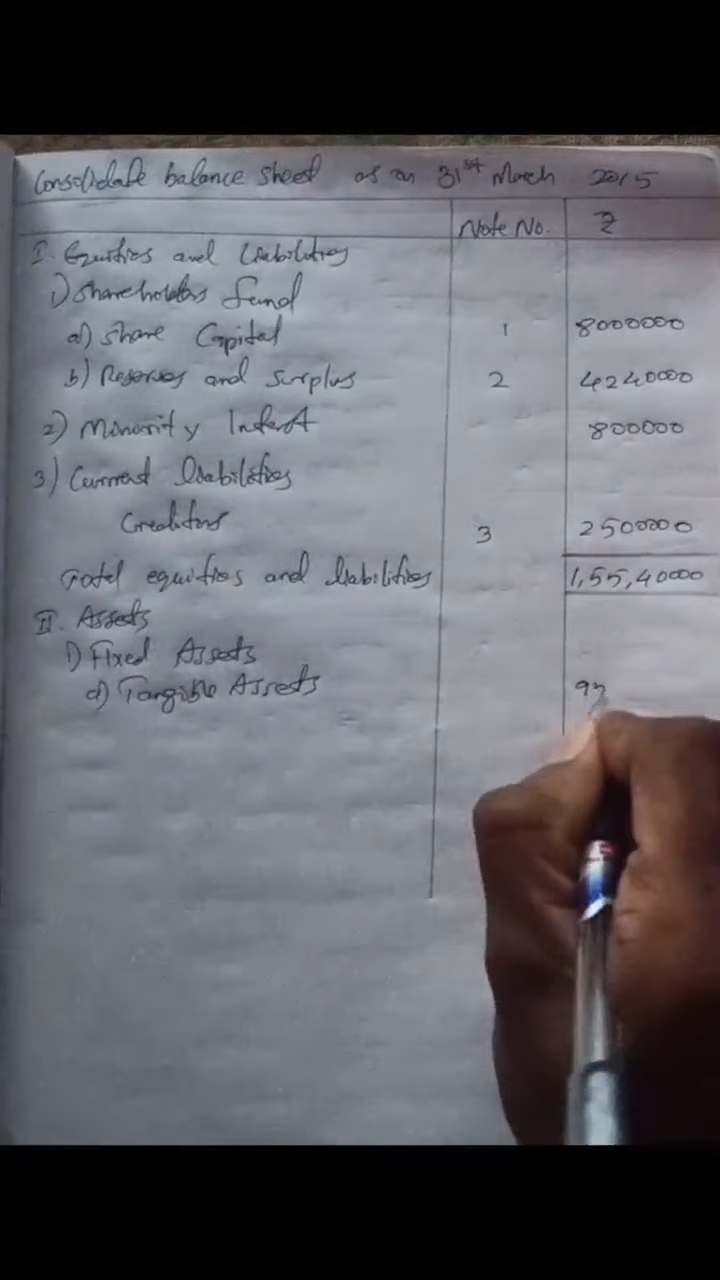 Consolidate balance sheet as on 31st March 2015
Note No. ₹
I. Equities and Liabilities
1) Shareholders fund
a) Share Capital 1 8000000
b) Reserves and Surplus 2 4240000
2) Minority Interest 800000
3) Current liabilities
Creditors 3 2500000
Total equities and liabilities 1,55,40000
II. Assets
1) Fixed Assets
a) Tangible Assets